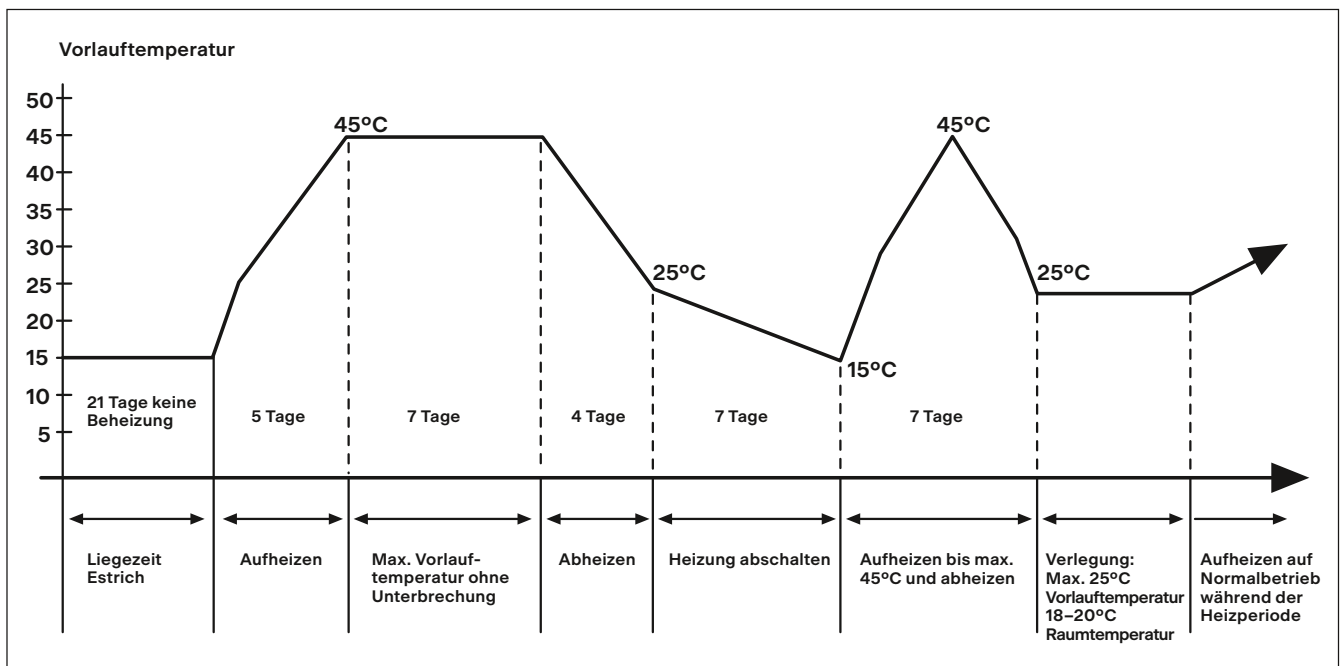 Vorlauftemperatur
50
45
40
35
30
25
20
15
10
5
45°C
25°C
15°C
45°C
25°C
21 Tage keine
Beheizung
5 Tage
7 Tage
4 Tage
7 Tage
7 Tage
Liegezeit
Estrich
Aufheizen
Max. Vorlauf-
temperatur ohne
Unterbrechung
Abheizen
Heizung abschalten
Aufheizen bis max.
45°C und abheizen
Verlegung:
Max. 25°C
Vorlauftemperatur
18–20°C
Raumtemperatur
Aufheizen auf
Normalbetrieb
während der
Heizperiode